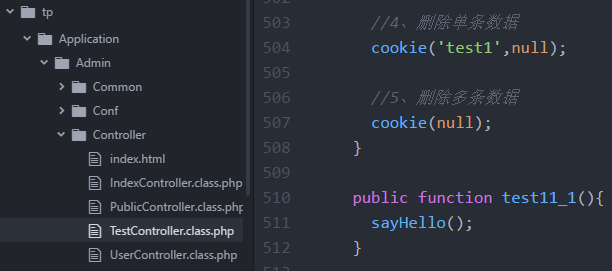 tp
Application
Admin
Common
Conf
Controller
index.html
IndexController.class.php
PublicController.class.php
TestController.class.php
UserController.class.php
503 //4、删除单条数据
504 cookie('test1',null);
505
506 //5、删除多条数据
507 cookie(null);
508 }
509
510 public function test11_1(){
511 sayHello();
512 }